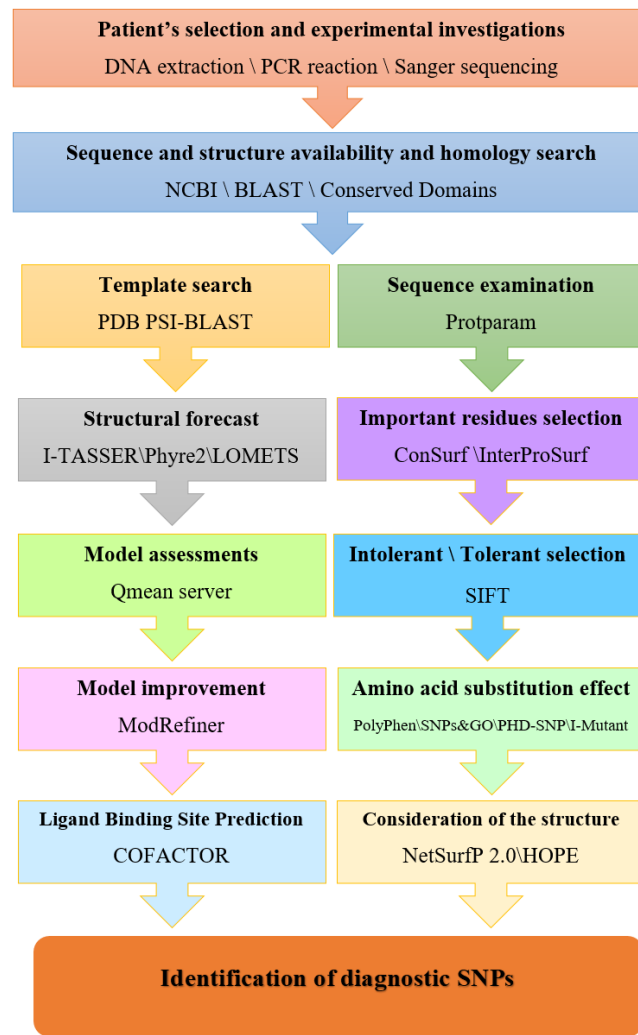 Patient's selection and experimental investigations
DNA extraction \ PCR reaction \ Sanger sequencing
Sequence and structure availability and homology search
NCBI \ BLAST \ Conserved Domains
Template search
PDB PSI-BLAST
Sequence examination
Protparam
Structural forecast
I-TASSER\Phyre2\LOMETS
Important residues selection
ConSurf \InterProSurf
Model assessments
Qmean server
Intolerant \ Tolerant selection
SIFT
Model improvement
ModRefiner
Amino acid substitution effect
PolyPhen\SNPs&GO\PHD-SNP\I-Mutant
Ligand Binding Site Prediction
COFACTOR
Consideration of the structure
NetSurfP 2.0\HOPE
Identification of diagnostic SNPs